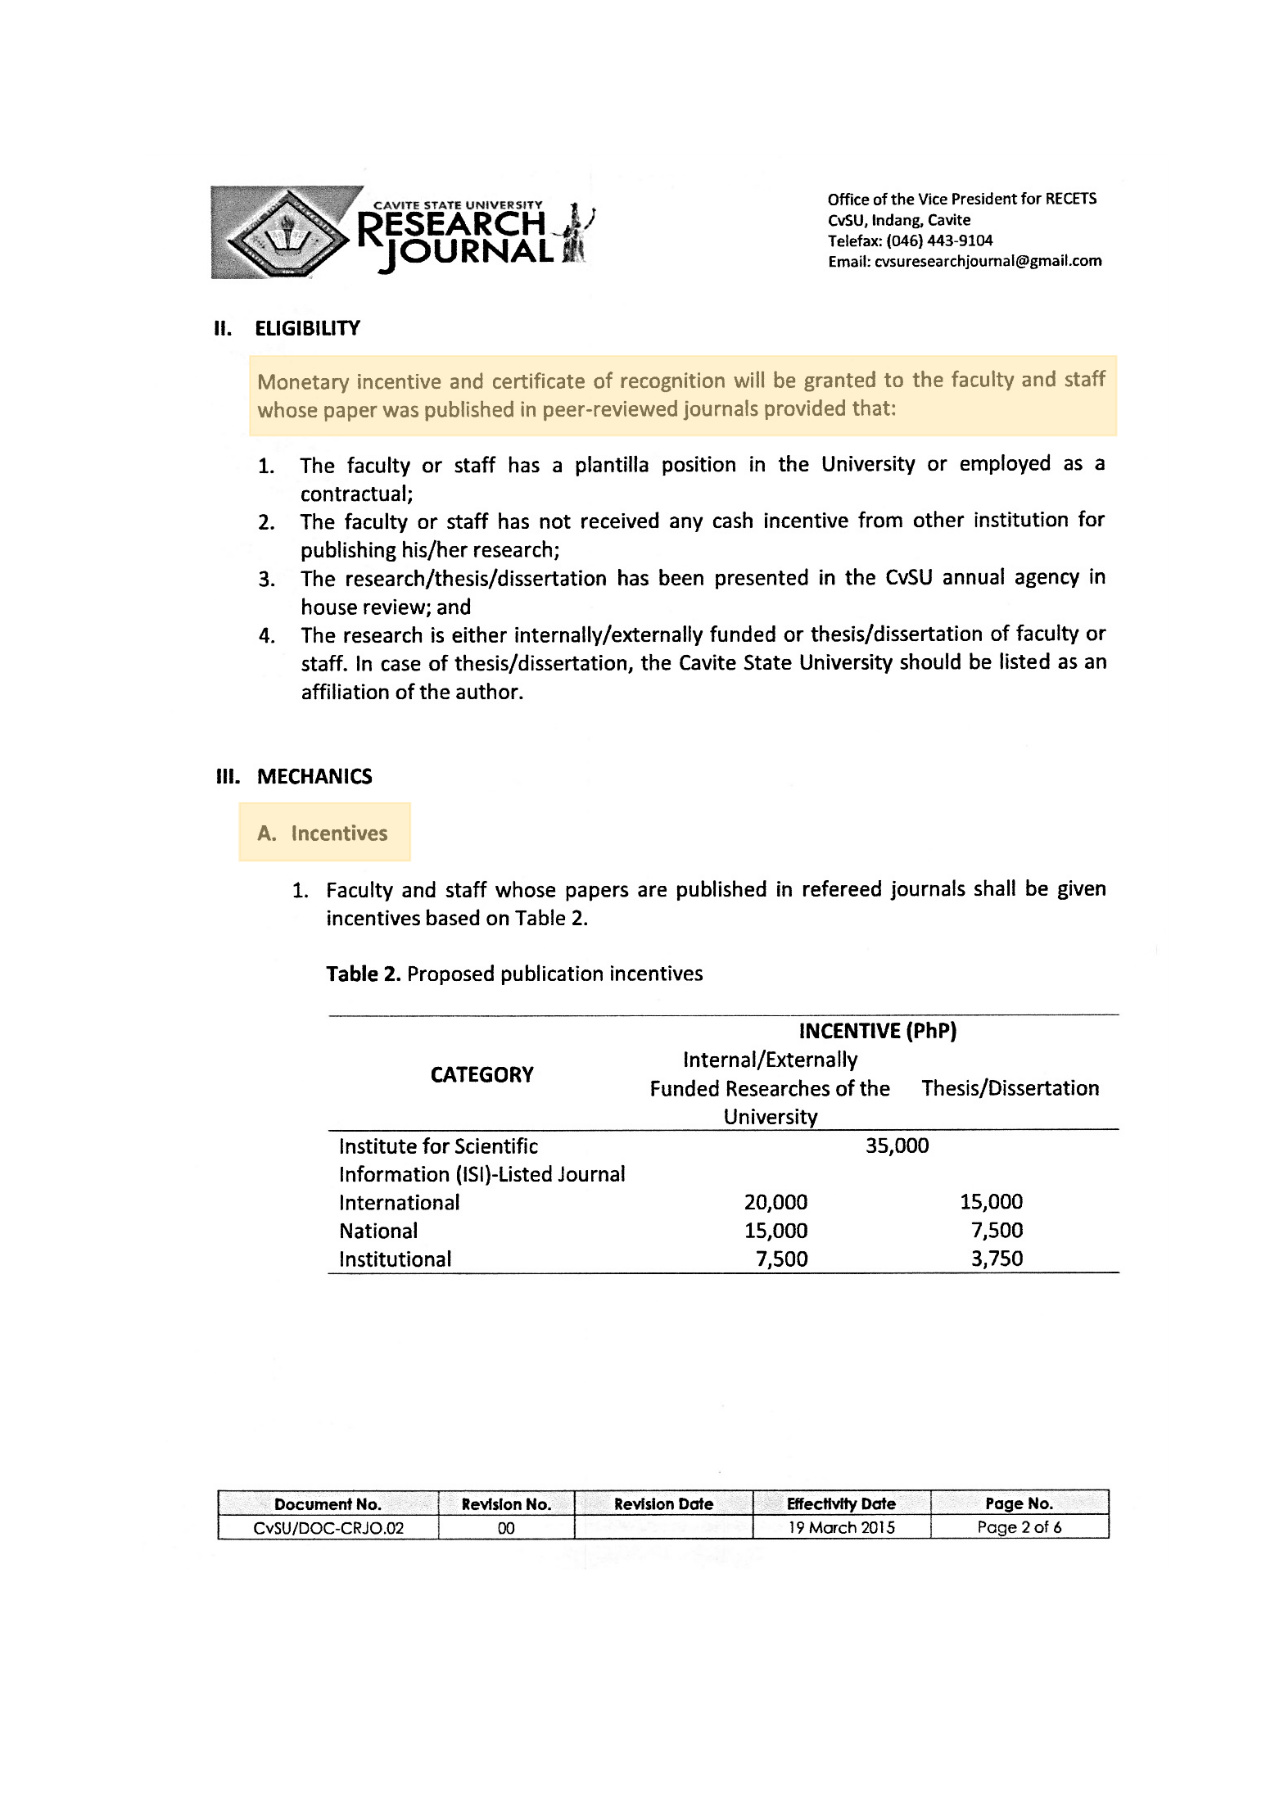 CAVITE STATE UNIVERSITY
RESEARCH
JOURNAL
Office of the Vice President for RECETS
CvSU, Indang, Cavite
Telefax: (046) 443-9104
Email: cvsuresearchjournal@gmail.com
II. ELIGIBILITY
Monetary incentive and certificate of recognition will be granted to the faculty and staff
whose paper was published in peer-reviewed journals provided that:
1. The faculty or staff has a plantilla position in the University or employed as a
contractual;
2. The faculty or staff has not received any cash incentive from other institution for
publishing his/her research;
3. The research/thesis/dissertation has been presented in the CvSU annual agency in
house review; and
4. The research is either internally/externally funded or thesis/dissertation of faculty or
staff. In case of thesis/dissertation, the Cavite State University should be listed as an
affiliation of the author.
III. MECHANICS
A. Incentives
1. Faculty and staff whose papers are published in refereed journals shall be given
incentives based on Table 2.
Table 2. Proposed publication incentives
INCENTIVE (PhP)
CATEGORY
Internal/Externally
Funded Researches of the
University
Thesis/Dissertation
Institute for Scientific 35,000
Information (ISI)-Listed Journal
International 20,000 15,000
National 15,000 7,500
Institutional 7,500 3,750
Document No. Revision No. Revision Date Effectivity Date Page No.
CvSU/DOC-CRJO.02 00 19 March 2015 Page 2 of 6